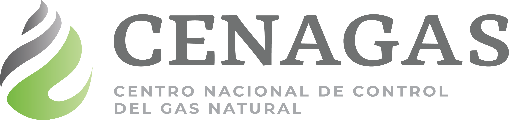 CENAGAS
CENTRO NACIONAL DE CONTROL
DEL GAS NATURAL